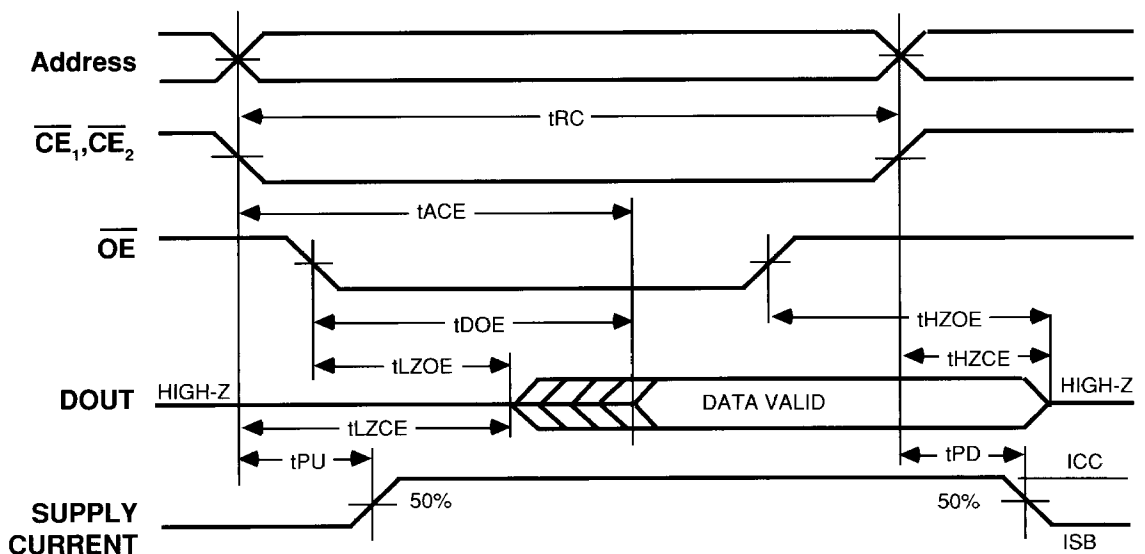 Address
tRC
CE₁,CE₂
tACE
OE
tDOE
tHZOE
tLZOE
tHZCE
HIGH-Z
HIGH-Z
DOUT
DATA VALID
tLZCE
tPU
tPD
ICC
50%
50%
SUPPLY
CURRENT
ISB